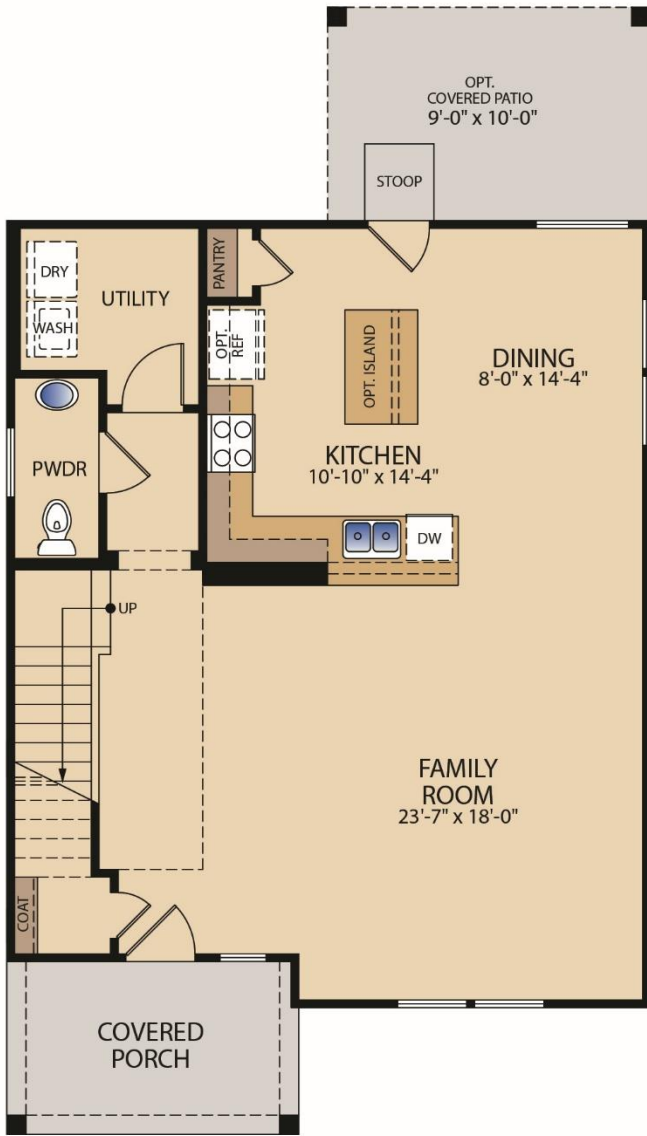 OPT.
COVERED PATIO
9'-0" x 10'-0"
STOOP
PANTRY
DRY
UTILITY
WASH
OPT.
REF
OPT. ISLAND
DINING
8'-0" x 14'-4"
KITCHEN
10'-10" x 14'-4"
PWDR
DW
UP
FAMILY
ROOM
23'-7" x 18'-0"
COAT
COVERED
PORCH